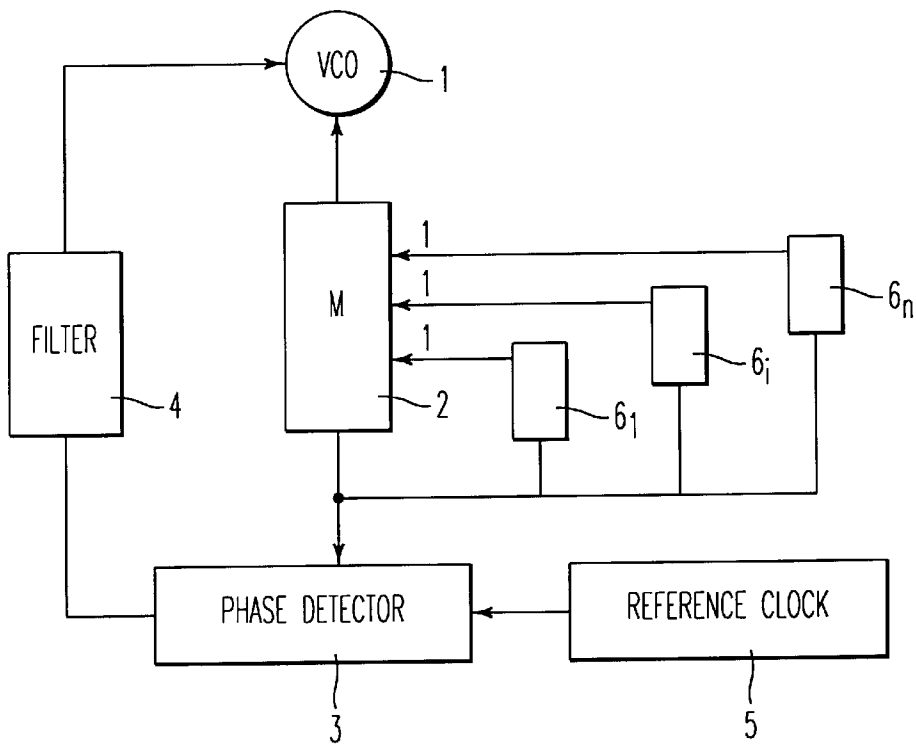 VCO
1
1
6n
1
M
FILTER
6i
1
4
2
61
PHASE DETECTOR
REFERENCE CLOCK
3
5